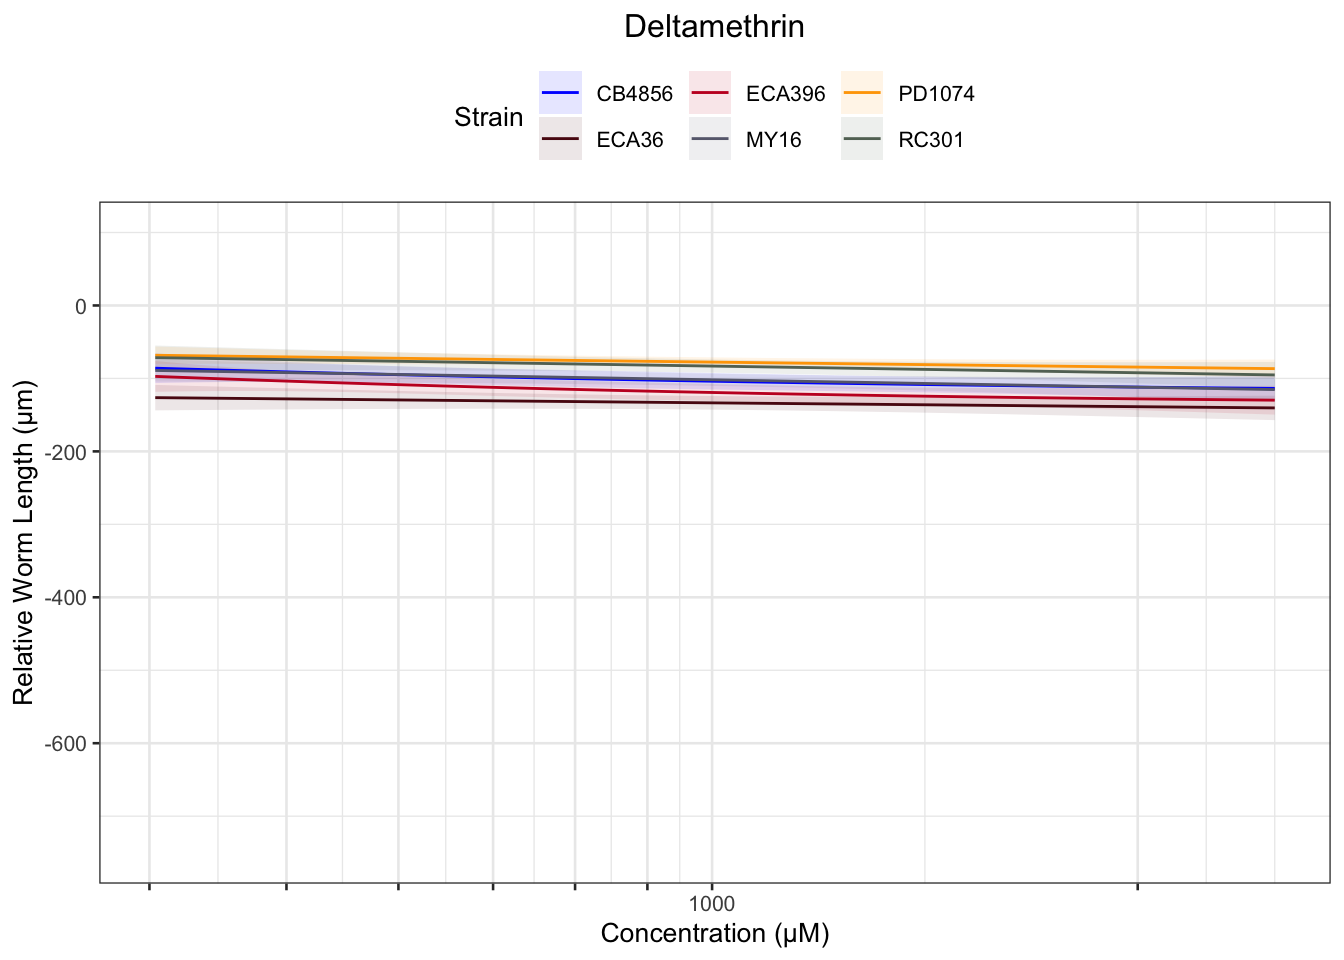 Deltamethrin
Strain
CB4856 ECA396 PD1074
ECA36 MY16 RC301
Relative Worm Length (µm)
0
-200
-400
-600
1000
Concentration (µM)